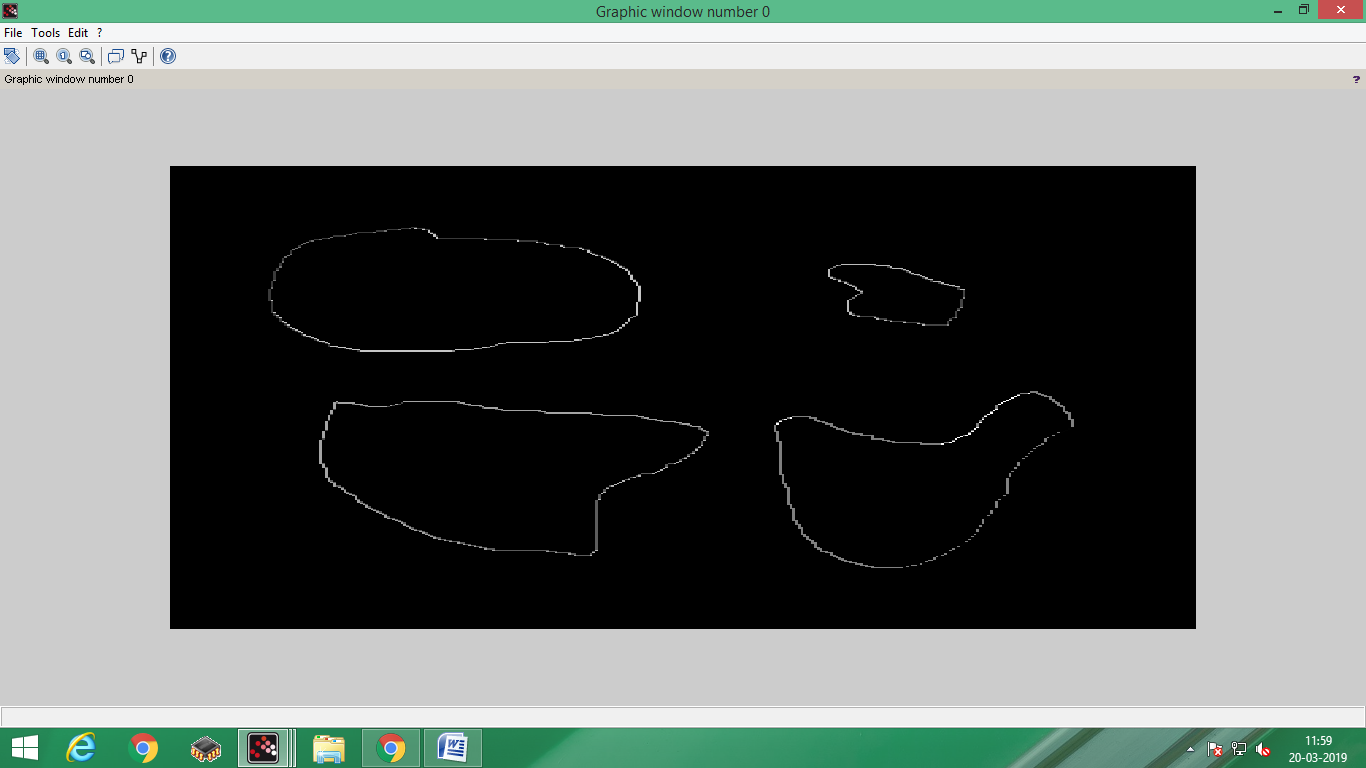 Graphic window number 0
File Tools Edit ?
Graphic window number 0 ?
11:59
20-03-2019